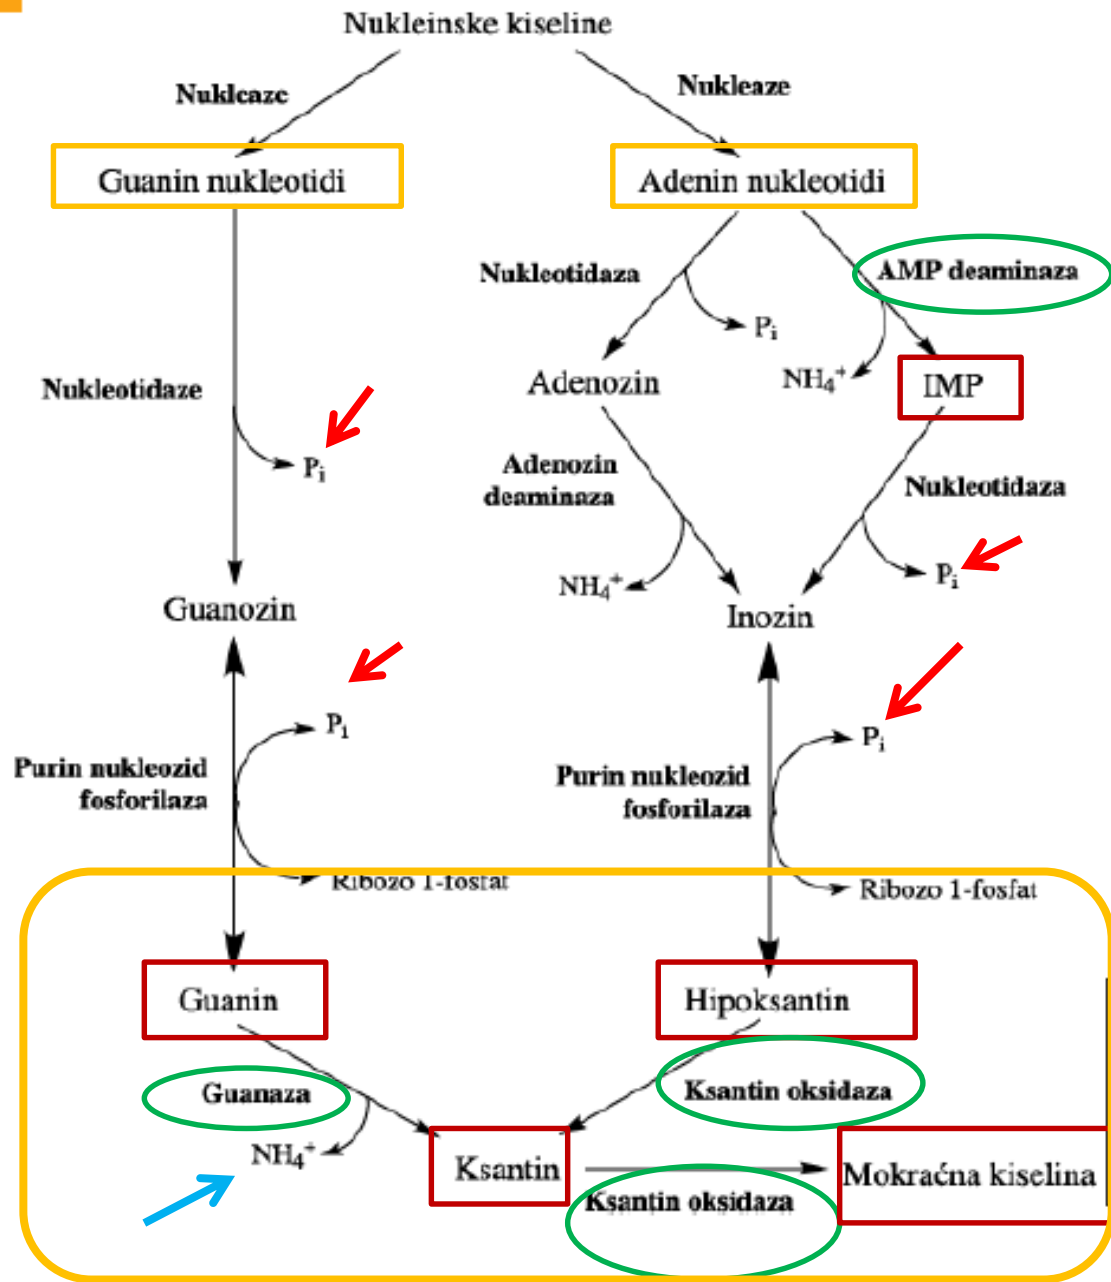 Nukleinske kiseline
Nukleaze
Nukleaze
Guanin nukleotidi
Adenin nukleotidi
Nukleotidaza
AMP deaminaza
Pi
NH4+
Nukleotidaze
Adenozin
IMP
Pi
Adenozin
deaminaza
Nukleotidaza
NH4+
Pi
Guanozin
Inozin
Pi
Pi
Purin nukleozid
fosforilaza
Purin nukleozid
fosforilaza
Ribozo 1-fosfat
Ribozo 1-fosfat
Guanin
Hipoksantin
Guanaza
Ksantin oksidaza
NH4+
Ksantin
Mokraćna kiselina
Ksantin oksidaza